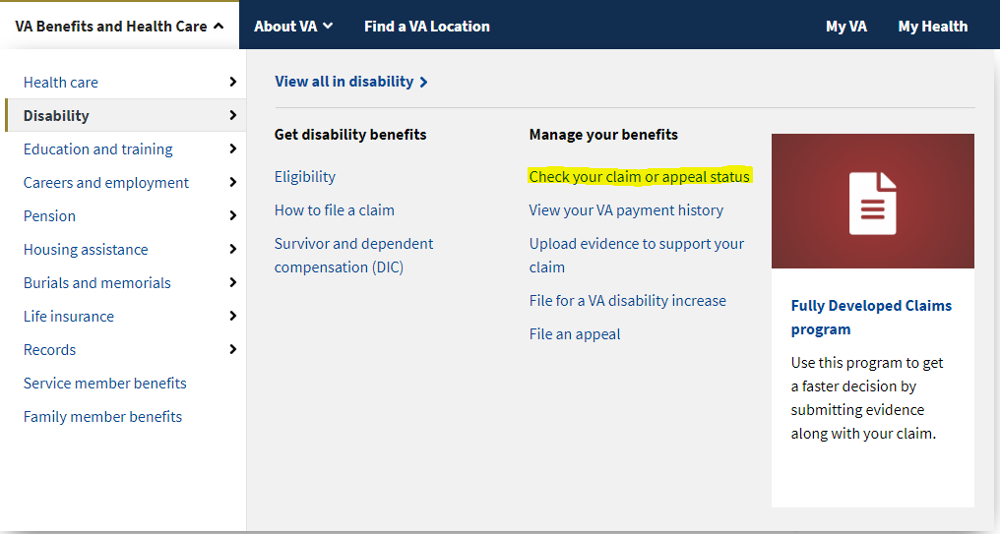 VA Benefits and Health Care
About VA
Find a VA Location
My VA
My Health
Health care
Disability
Education and training
Careers and employment
Pension
Housing assistance
Burials and memorials
Life insurance
Records
Service member benefits
Family member benefits
View all in disability
Get disability benefits
Eligibility
How to file a claim
Survivor and dependent
compensation (DIC)
Manage your benefits
Check your claim or appeal status
View your VA payment history
Upload evidence to support your
claim
File for a VA disability increase
File an appeal
Fully Developed Claims
program
Use this program to get
a faster decision by
submitting evidence
along with your claim.